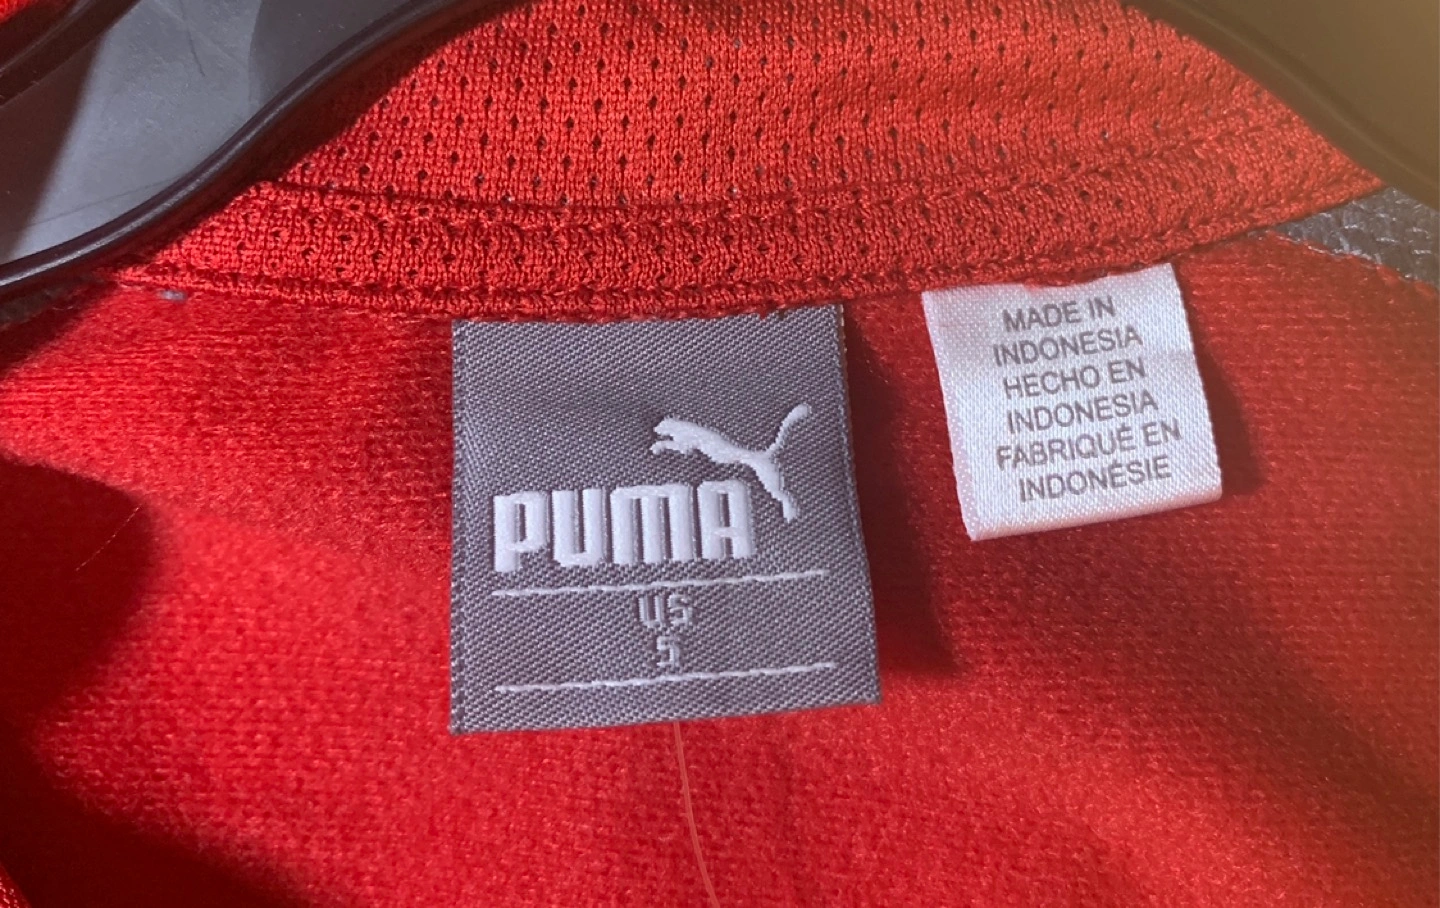 PUMA
US
S
MADE IN
INDONESIA
HECHO EN
INDONESIA
FABRIQUÉ EN
INDONÉSIE